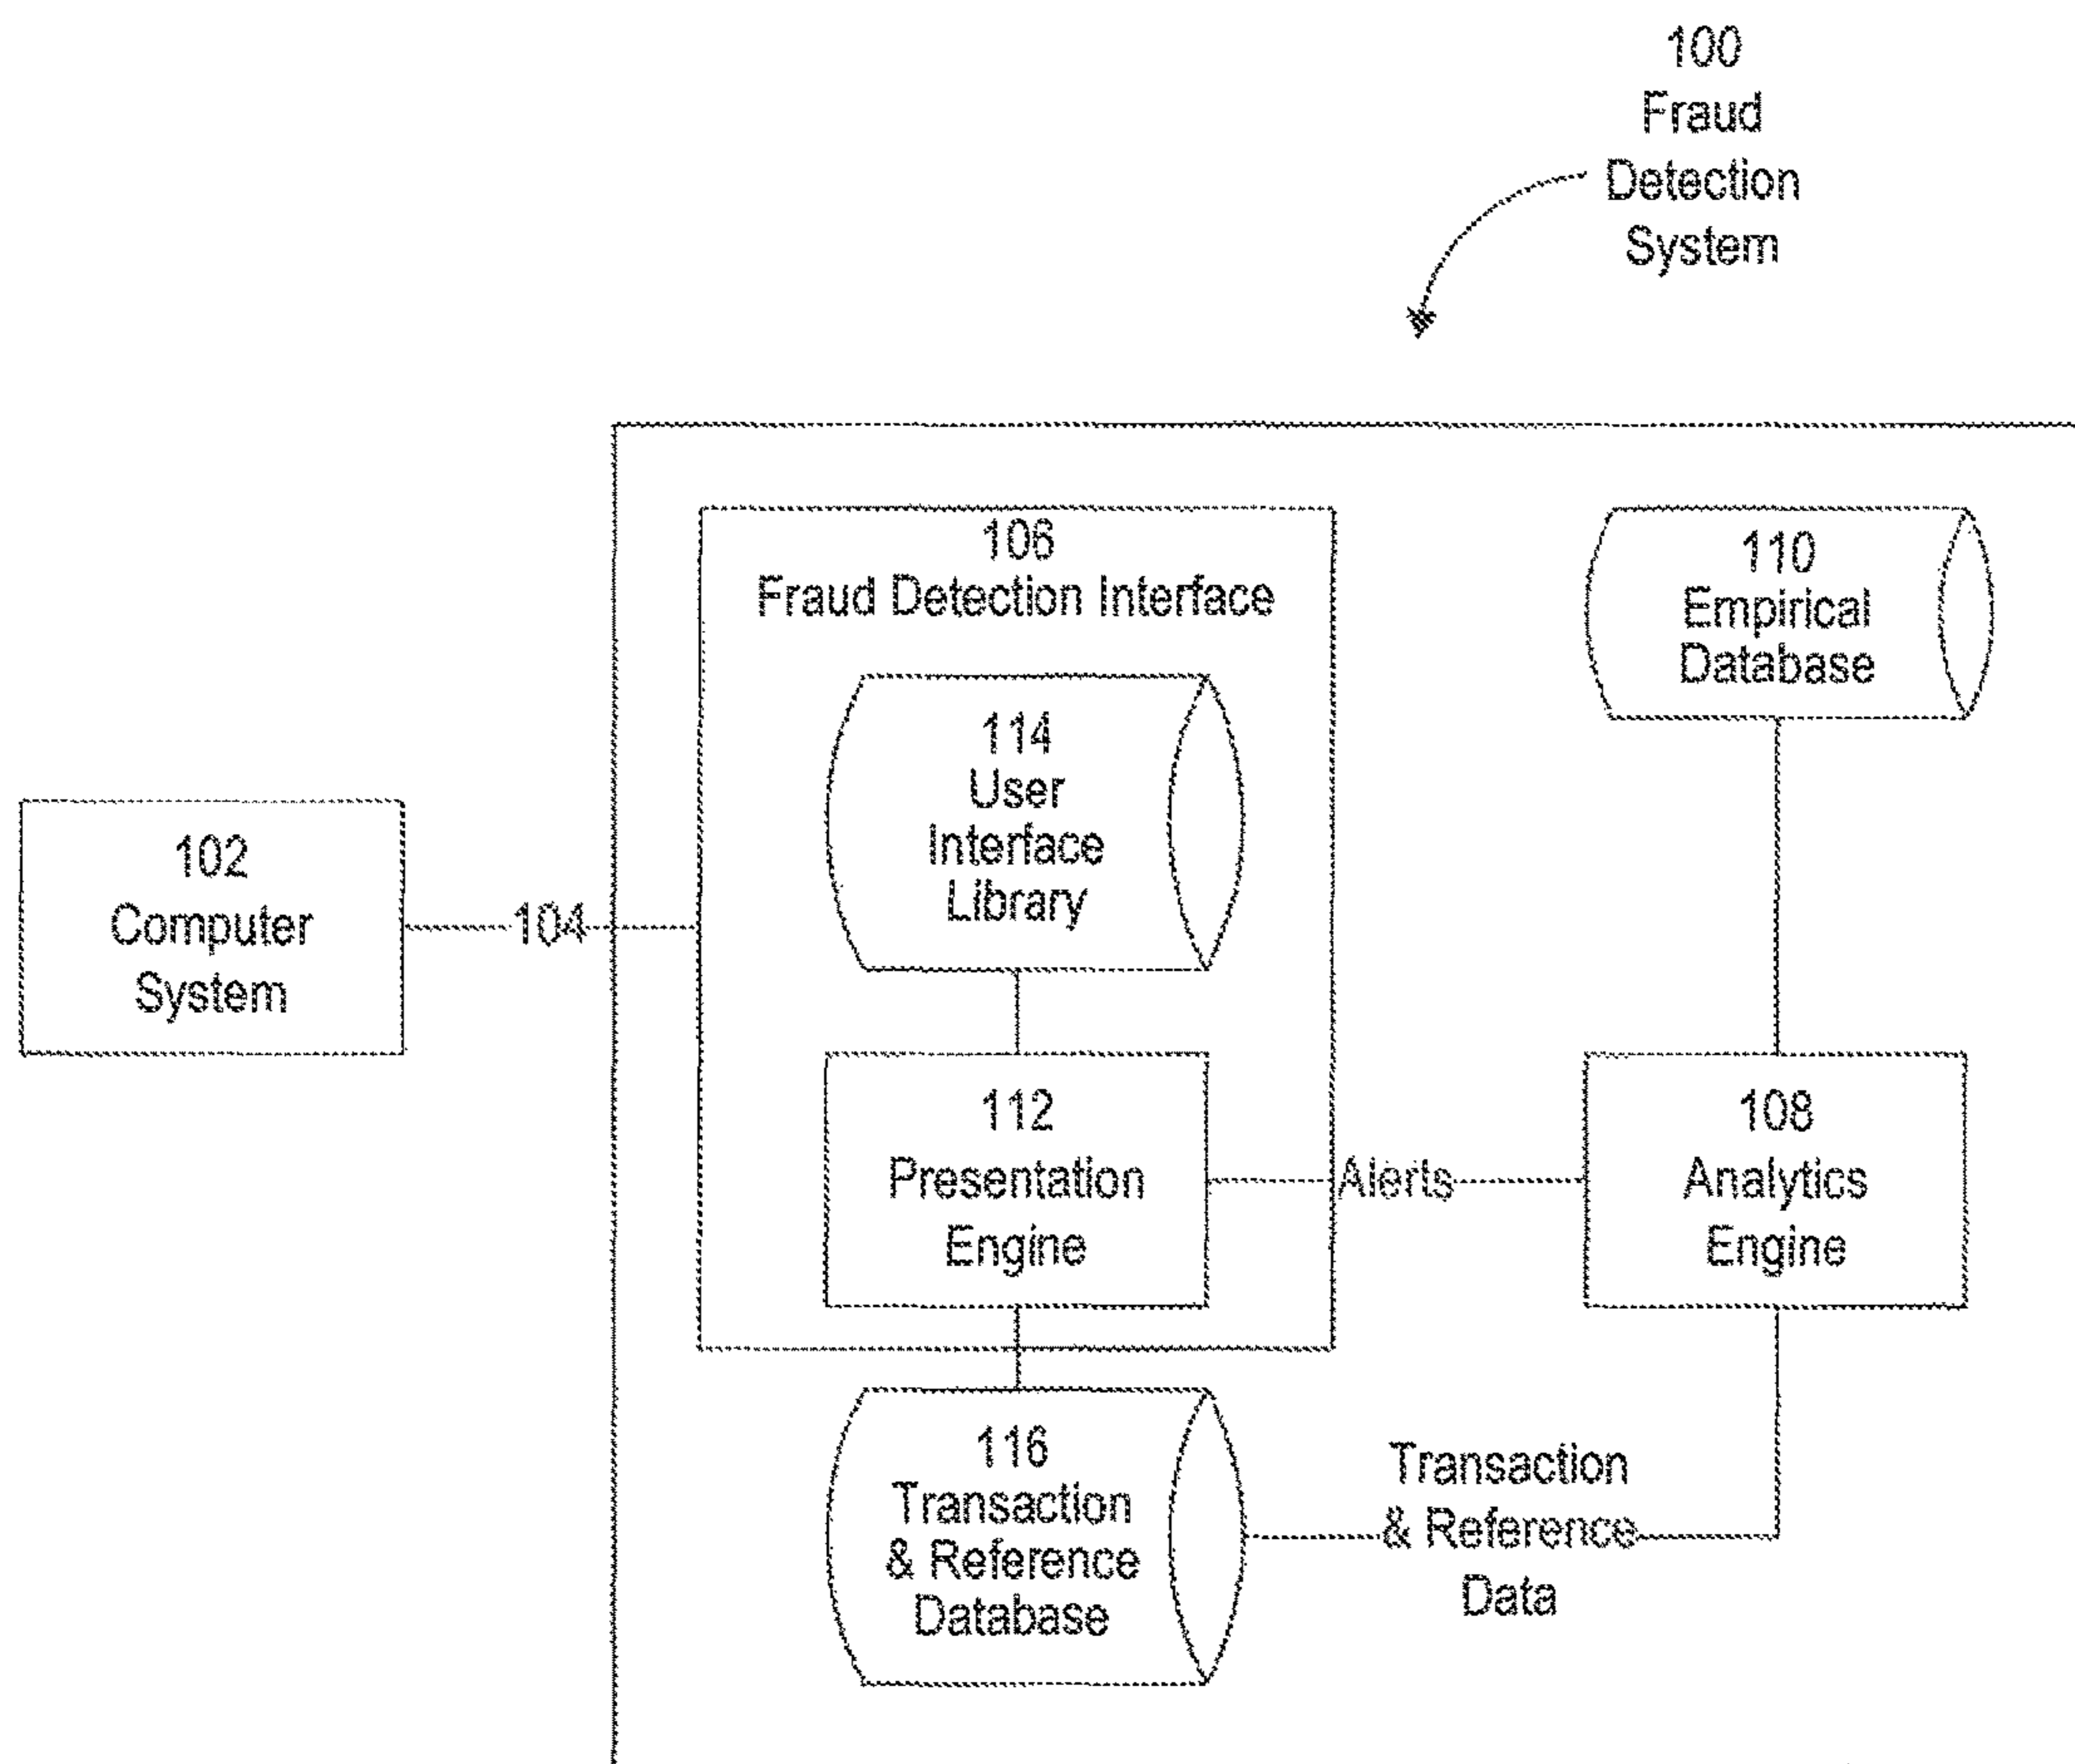 100
Fraud
Detection
System
106
Fraud Detection Interface
110
Empirical
Database
114
User
Interface
Library
102
Computer
System
104
112
Presentation
Engine
Alerts
108
Analytics
Engine
116
Transaction
& Reference
Database
Transaction
& Reference
Data